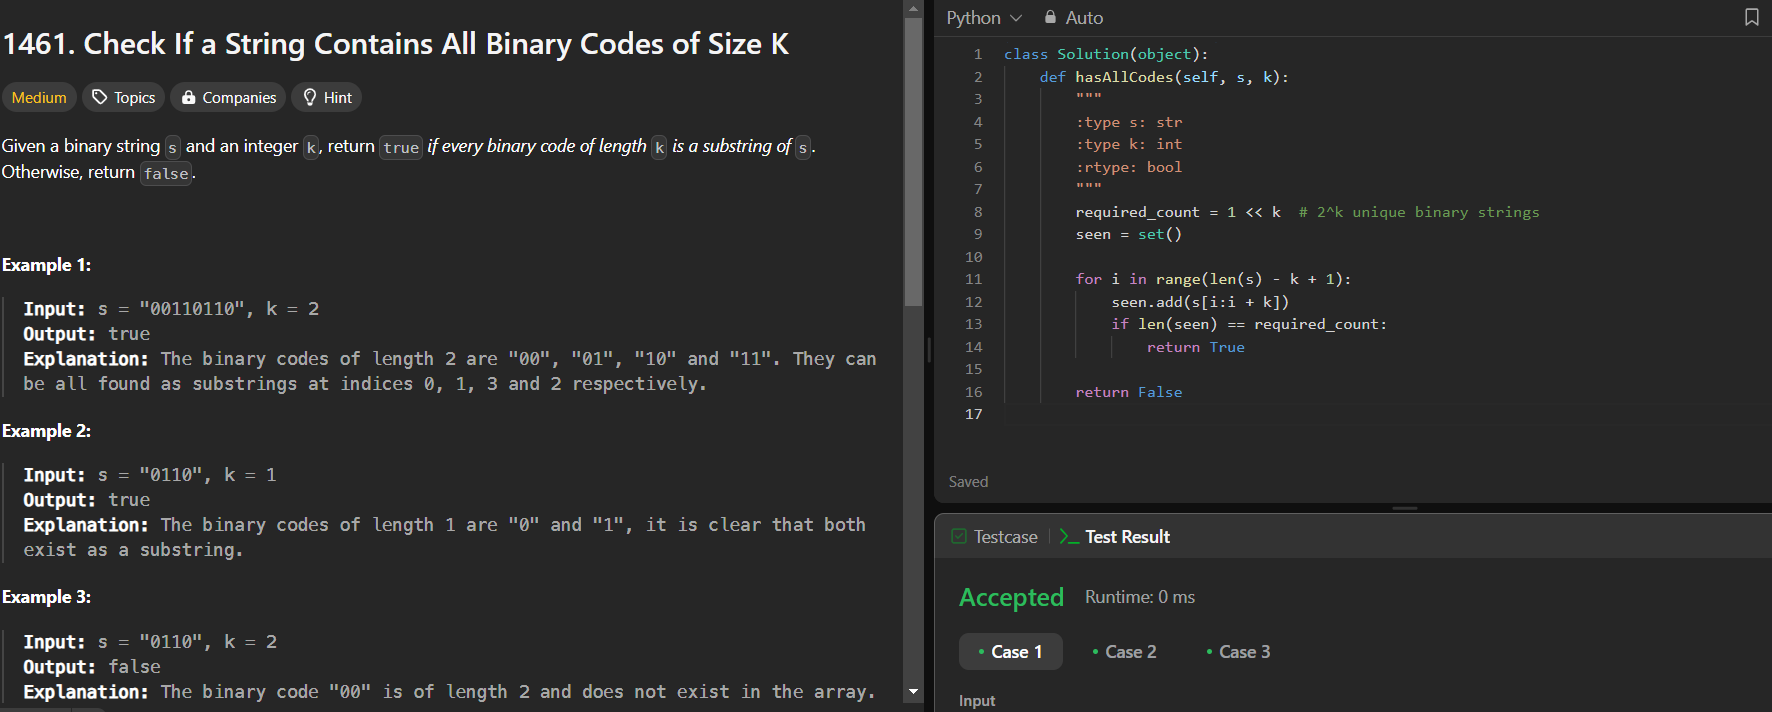 1461. Check If a String Contains All Binary Codes of Size K
Medium Topics Companies Hint
Given a binary string s and an integer k, return true if every binary code of length k is a substring of s.
Otherwise, return false.
Example 1:
Input: s = "00110110", k = 2
Output: true
Explanation: The binary codes of length 2 are "00", "01", "10" and "11". They can
be all found as substrings at indices 0, 1, 3 and 2 respectively.
Example 2:
Input: s = "0110", k = 1
Output: true
Explanation: The binary codes of length 1 are "0" and "1", it is clear that both
exist as a substring.
Example 3:
Input: s = "0110", k = 2
Output: false
Explanation: The binary code "00" is of length 2 and does not exist in the array.
Python Auto
1 class Solution(object):
2     def hasAllCodes(self, s, k):
3         """
4         :type s: str
5         :type k: int
6         :rtype: bool
7         """
8         required_count = 1 << k  # 2^k unique binary strings
9         seen = set()
10
11         for i in range(len(s) - k + 1):
12             seen.add(s[i:i + k])
13             if len(seen) == required_count:
14                 return True
15
16         return False
17
Saved
Testcase Test Result
Accepted Runtime: 0 ms
Case 1 Case 2 Case 3
Input